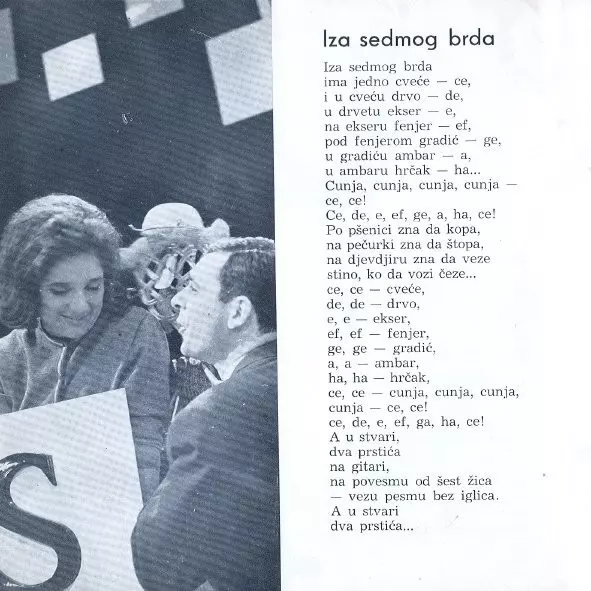 Iza sedmog brda
Iza sedmog brda
ima jedno cveće — ce,
i u cveću drvo — de,
u drvetu ekser — e,
na ekseru fenjer — ef,
pod fenjerom gradić — ge,
u gradiću ambar — a,
u ambaru hrčak — ha...
Cunja, cunja, cunja, cunja —
ce, ce!
Ce, de, e, ef, ge, a, ha, ce!
Po pšenici zna da kopa,
na pečurki zna da štopa,
na djevdjiru zna da veze
stino, ko da vozi čeze...
ce, ce — cveće,
de, de — drvo,
e, e — ekser,
ef, ef — fenjer,
ge, ge — gradić,
a, a — ambar,
ha, ha — hrčak,
ce, ce — cunja, cunja, cunja,
cunja — ce, ce!
ce, de, e, ef, ga, ha, ce!
A u stvari,
dva prstića
na gitari,
na povesmu od šest žica
— vezu pesmu bez iglica.
A u stvari
dva prstića...
S